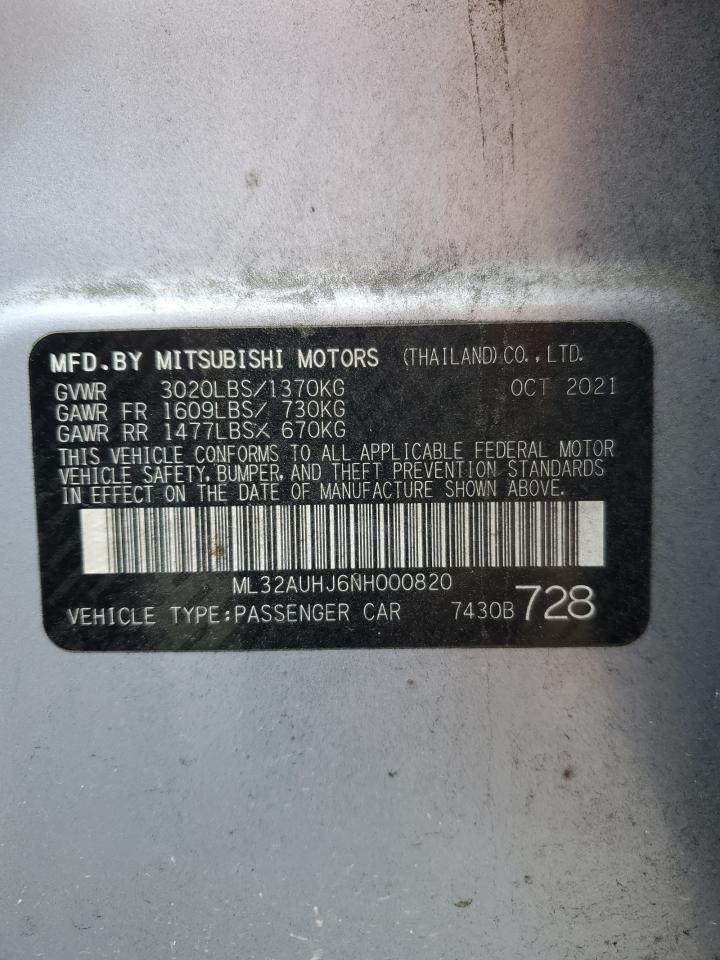 MFD.BY MITSUBISHI MOTORS (THAILAND)CO.,LTD.
GVWR 3020LBS/1370KG OCT 2021
GAWR FR 1609LBS/ 730KG
GAWR RR 1477LBS/ 670KG
THIS VEHICLE CONFORMS TO ALL APPLICABLE FEDERAL MOTOR
VEHICLE SAFETY, BUMPER, AND THEFT PREVENTION STANDARDS
IN EFFECT ON THE DATE OF MANUFACTURE SHOWN ABOVE.
ML32AUHJ6NH000820
VEHICLE TYPE:PASSENGER CAR 7430B 728